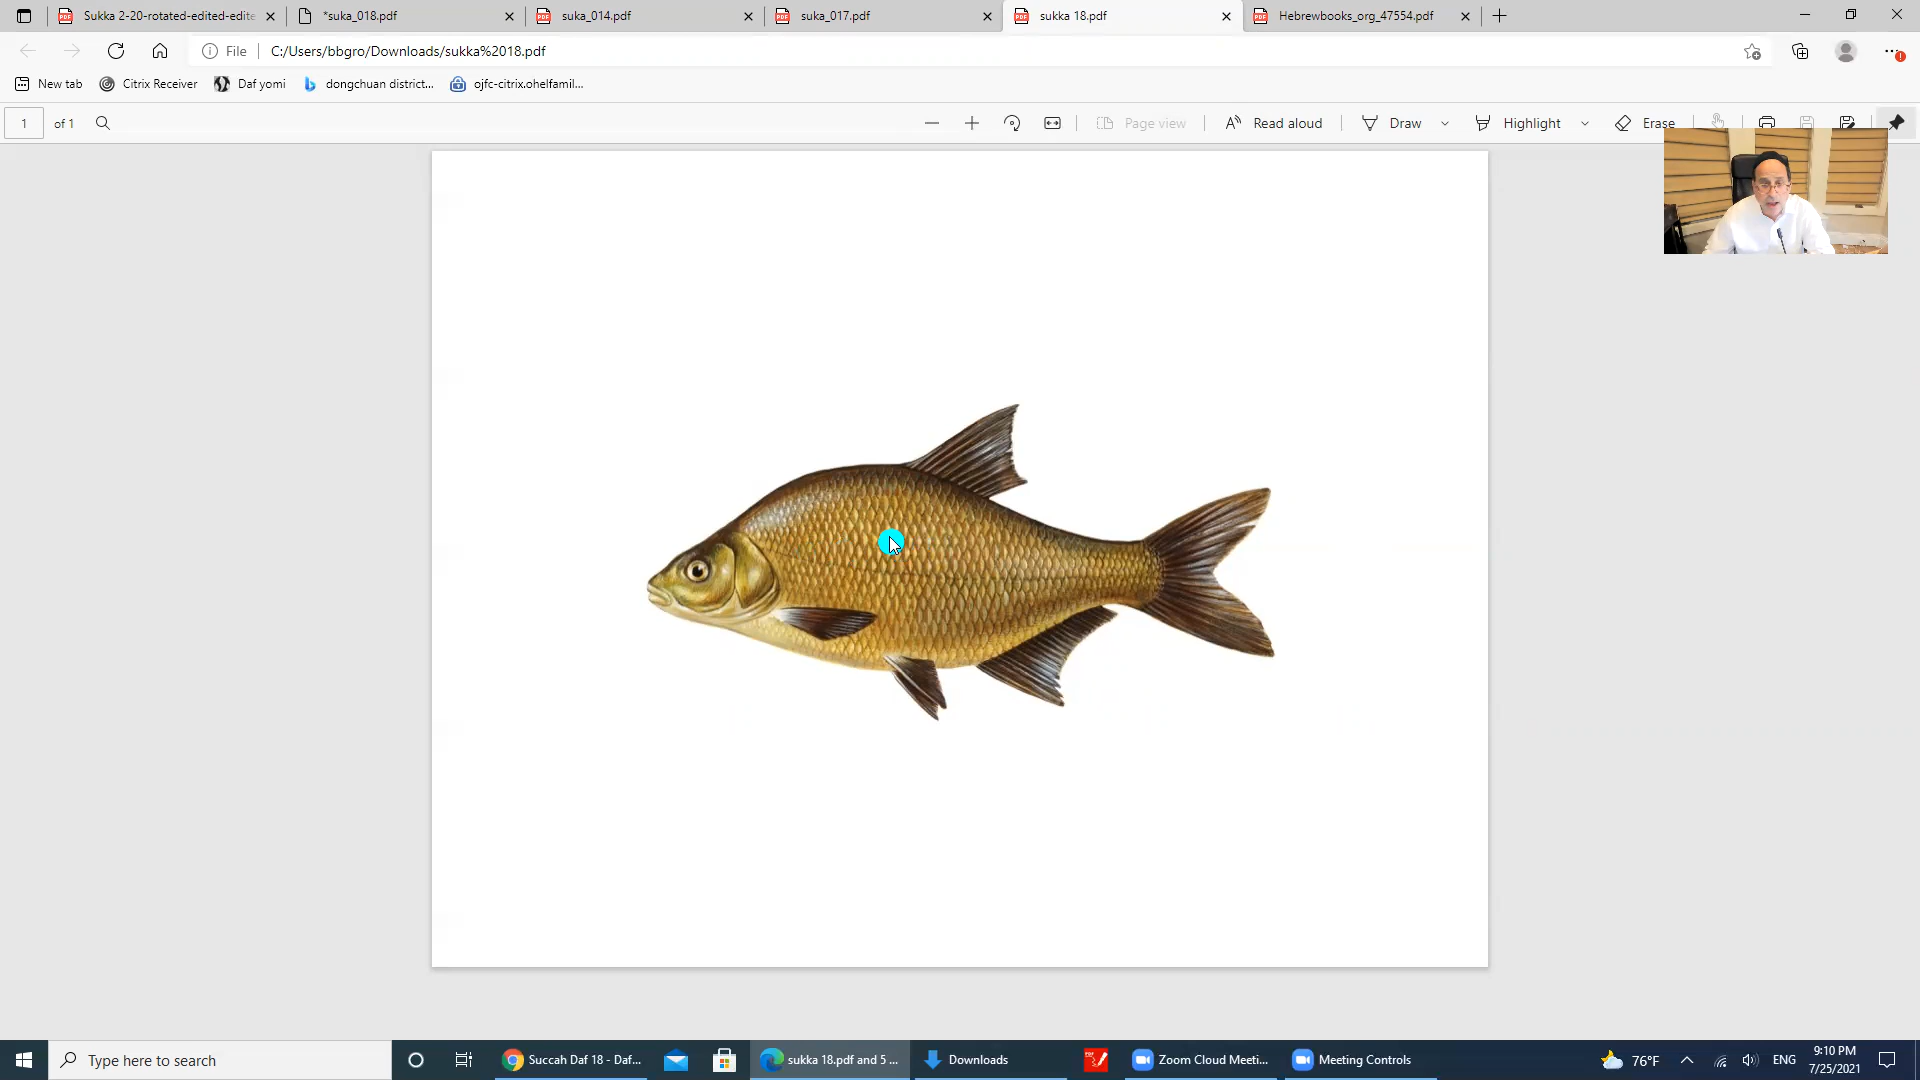 Sukka 2-20-rotated-edited-edite *suka_018.pdf suka_014.pdf suka_017.pdf sukka 18.pdf Hebrewbooks_org_47554.pdf
File C:/Users/bbgro/Downloads/sukka%2018.pdf
New tab Citrix Receiver Daf yomi dongchuan district... ojfc-citrix.ohelfamil...
1 of 1 Page view Read aloud Draw Highlight Erase
Type here to search Succah Daf 18 - Daf... sukka 18.pdf and 5 ... Downloads Zoom Cloud Meeti... Meeting Controls 76°F ENG 9:10 PM
7/25/2021